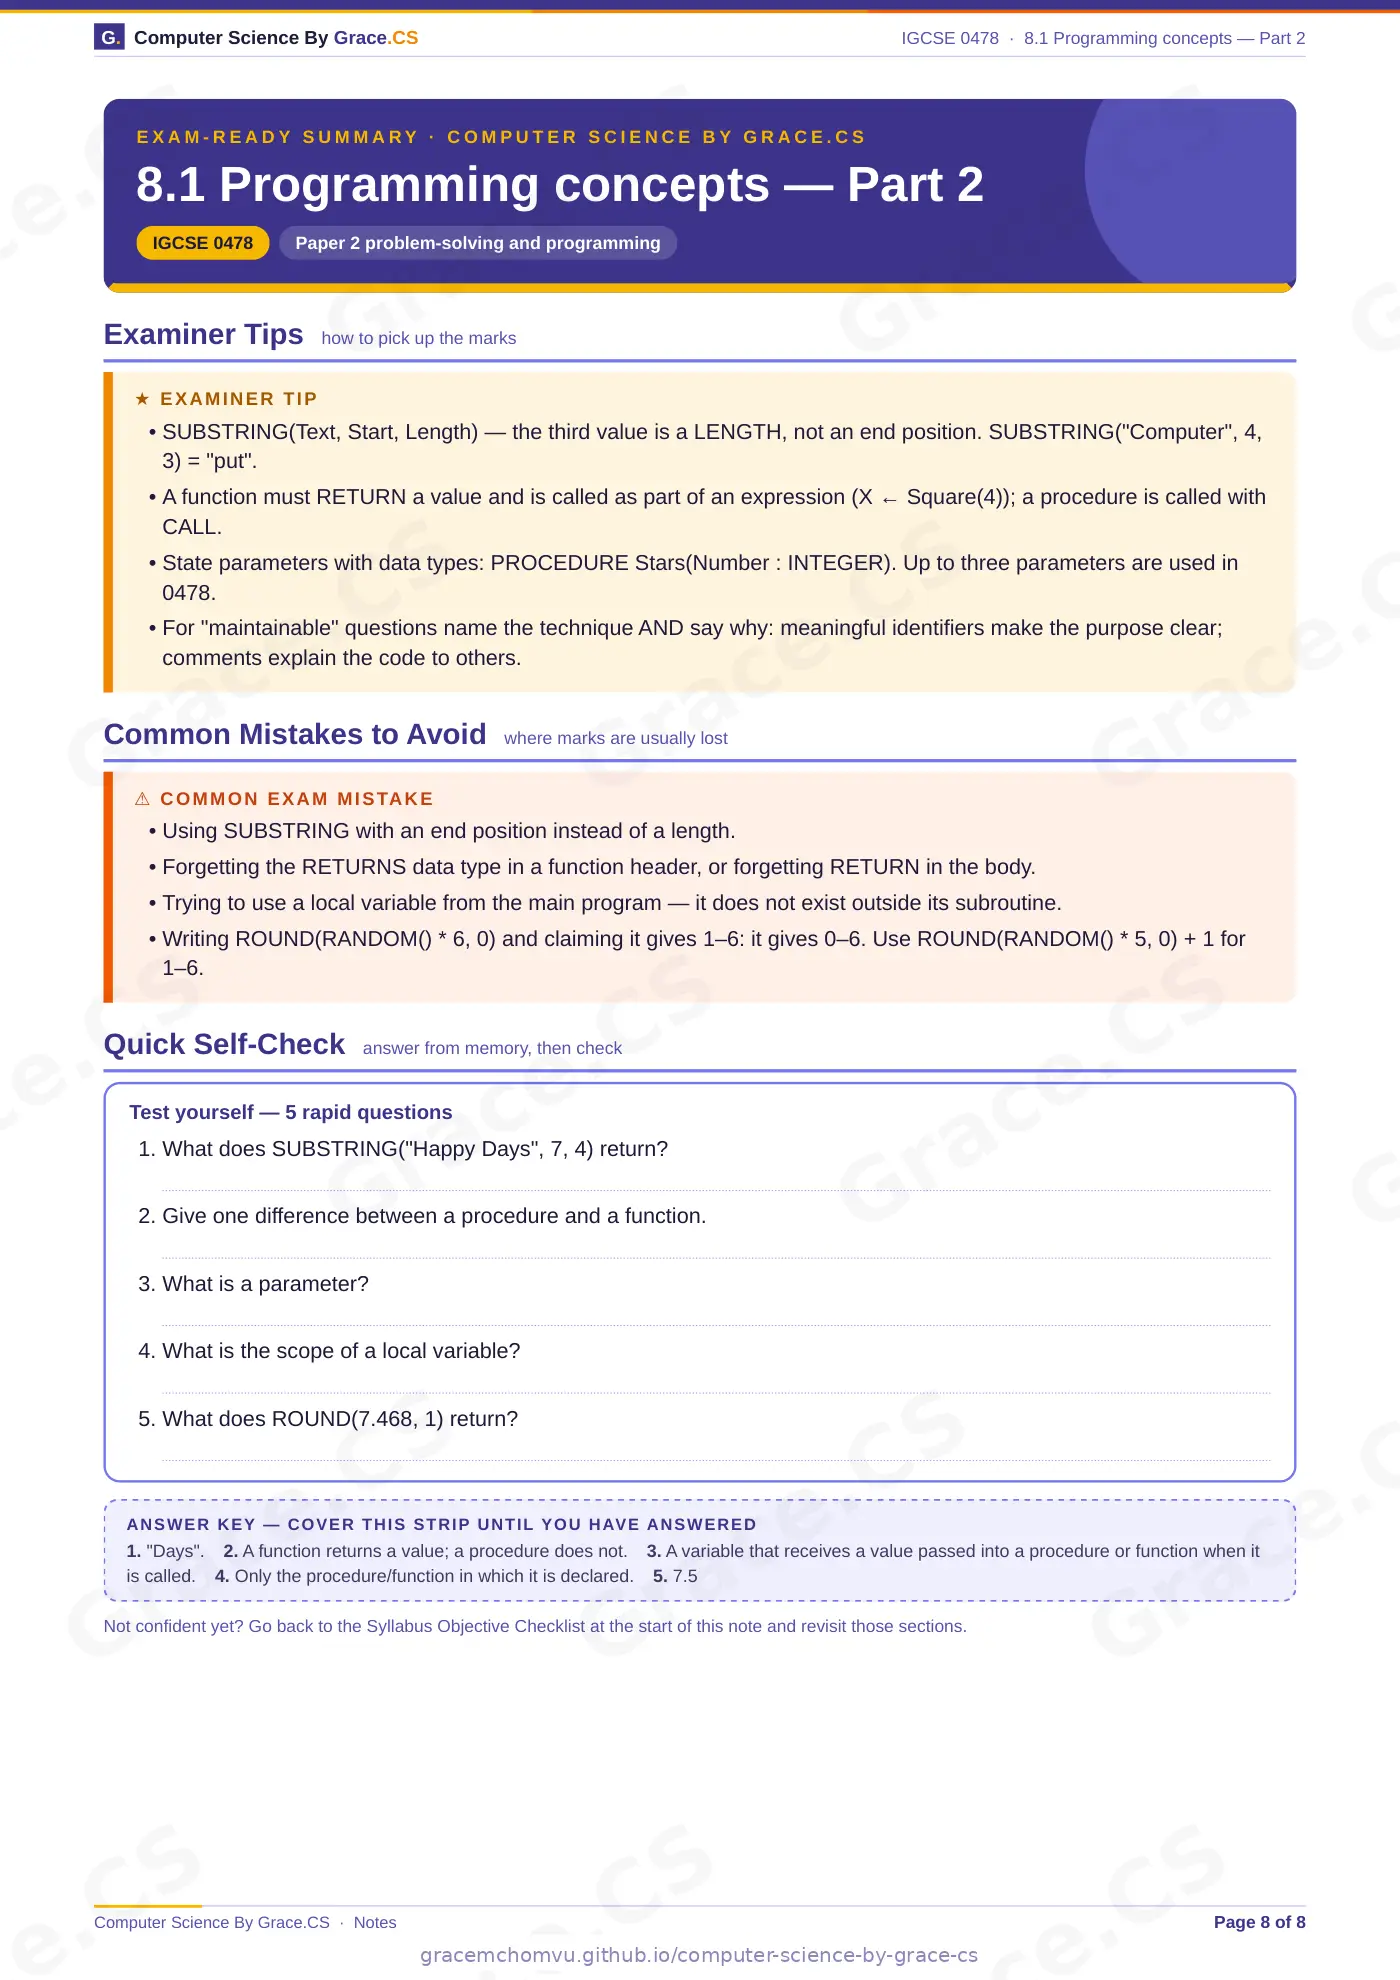 G. Computer Science By Grace.CS
IGCSE 0478 · 8.1 Programming concepts — Part 2
EXAM-READY SUMMARY · COMPUTER SCIENCE BY GRACE.CS
8.1 Programming concepts — Part 2
IGCSE 0478
Paper 2 problem-solving and programming
Examiner Tips how to pick up the marks
★ EXAMINER TIP
• SUBSTRING(Text, Start, Length) — the third value is a LENGTH, not an end position. SUBSTRING("Computer", 4,
3) = "put".
• A function must RETURN a value and is called as part of an expression (X ← Square(4)); a procedure is called with
CALL.
• State parameters with data types: PROCEDURE Stars(Number : INTEGER). Up to three parameters are used in
0478.
• For "maintainable" questions name the technique AND say why: meaningful identifiers make the purpose clear;
comments explain the code to others.
Common Mistakes to Avoid where marks are usually lost
⚠ COMMON EXAM MISTAKE
• Using SUBSTRING with an end position instead of a length.
• Forgetting the RETURNS data type in a function header, or forgetting RETURN in the body.
• Trying to use a local variable from the main program — it does not exist outside its subroutine.
• Writing ROUND(RANDOM() * 6, 0) and claiming it gives 1–6: it gives 0–6. Use ROUND(RANDOM() * 5, 0) + 1 for
1–6.
Quick Self-Check answer from memory, then check
Test yourself — 5 rapid questions
1. What does SUBSTRING("Happy Days", 7, 4) return?
2. Give one difference between a procedure and a function.
3. What is a parameter?
4. What is the scope of a local variable?
5. What does ROUND(7.468, 1) return?
ANSWER KEY — COVER THIS STRIP UNTIL YOU HAVE ANSWERED
1. "Days". 2. A function returns a value; a procedure does not. 3. A variable that receives a value passed into a procedure or function when it
is called. 4. Only the procedure/function in which it is declared. 5. 7.5
Not confident yet? Go back to the Syllabus Objective Checklist at the start of this note and revisit those sections.
Computer Science By Grace.CS · Notes
Page 8 of 8
gracemchomvu.github.io/computer-science-by-grace-cs